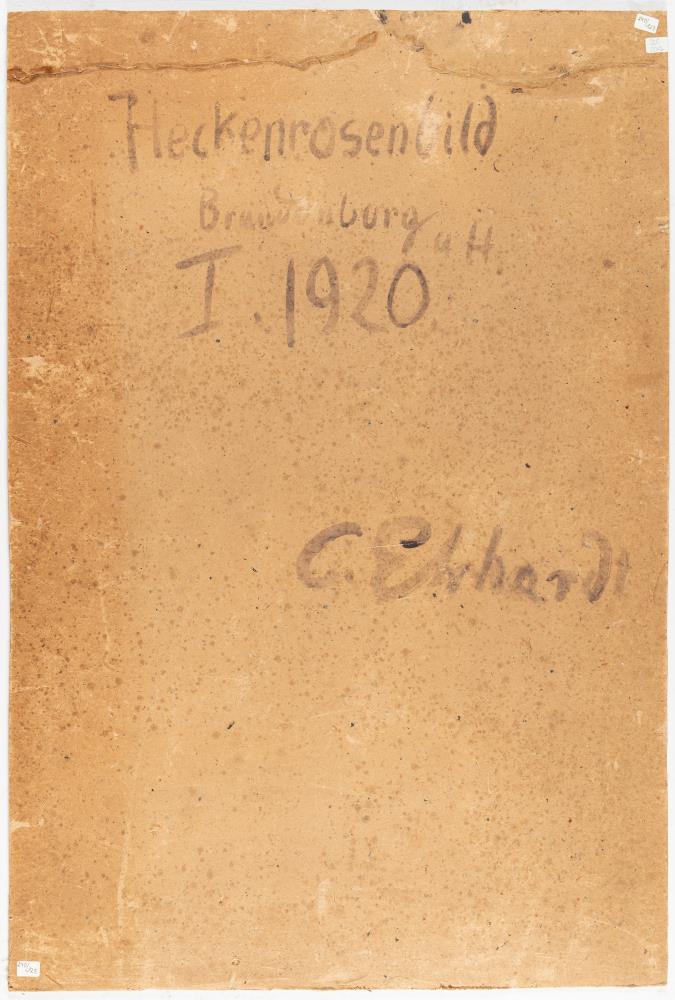 Heckenrosenbild
Brandenburg a H.
I. 1920
C. Ehrhardt